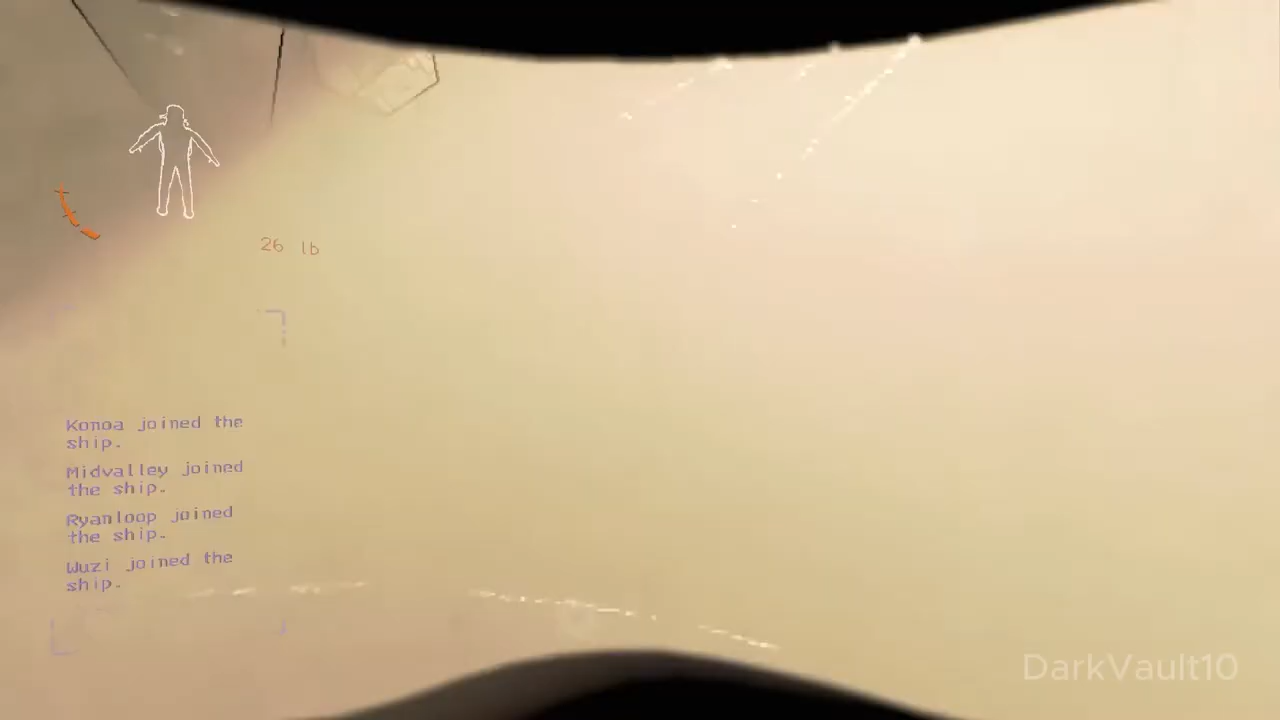 26 lb
Konoa joined the
ship.
Midvalley joined
the ship.
Ryanloop joined
the ship.
Wuzi joined the
ship.
DarkVault10